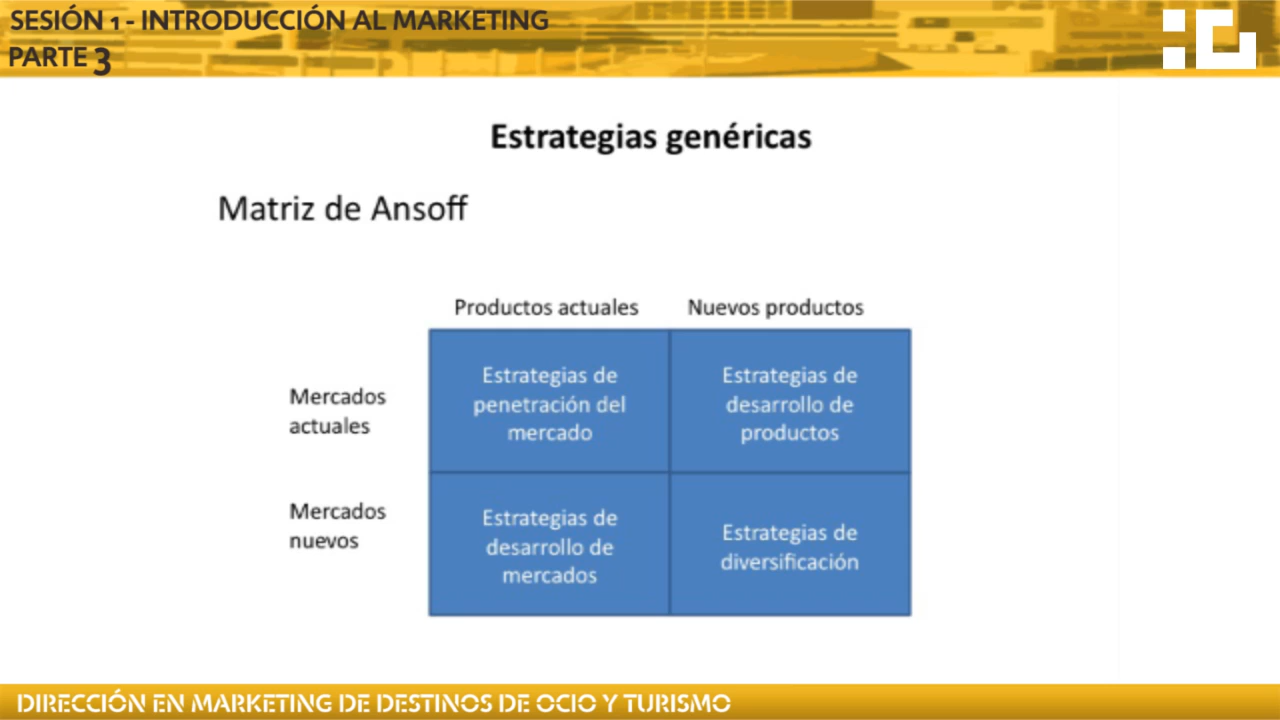 SESIÓN 1 - INTRODUCCIÓN AL MARKETING
PARTE 3
Estrategias genéricas
Matriz de Ansoff
Productos actuales
Nuevos productos
Mercados
actuales
Estrategias de
penetración del
mercado
Estrategias de
desarrollo de
productos
Mercados
nuevos
Estrategias de
desarrollo de
mercados
Estrategias de
diversificación
DIRECCIÓN EN MARKETING DE DESTINOS DE OCIO Y TURISMO